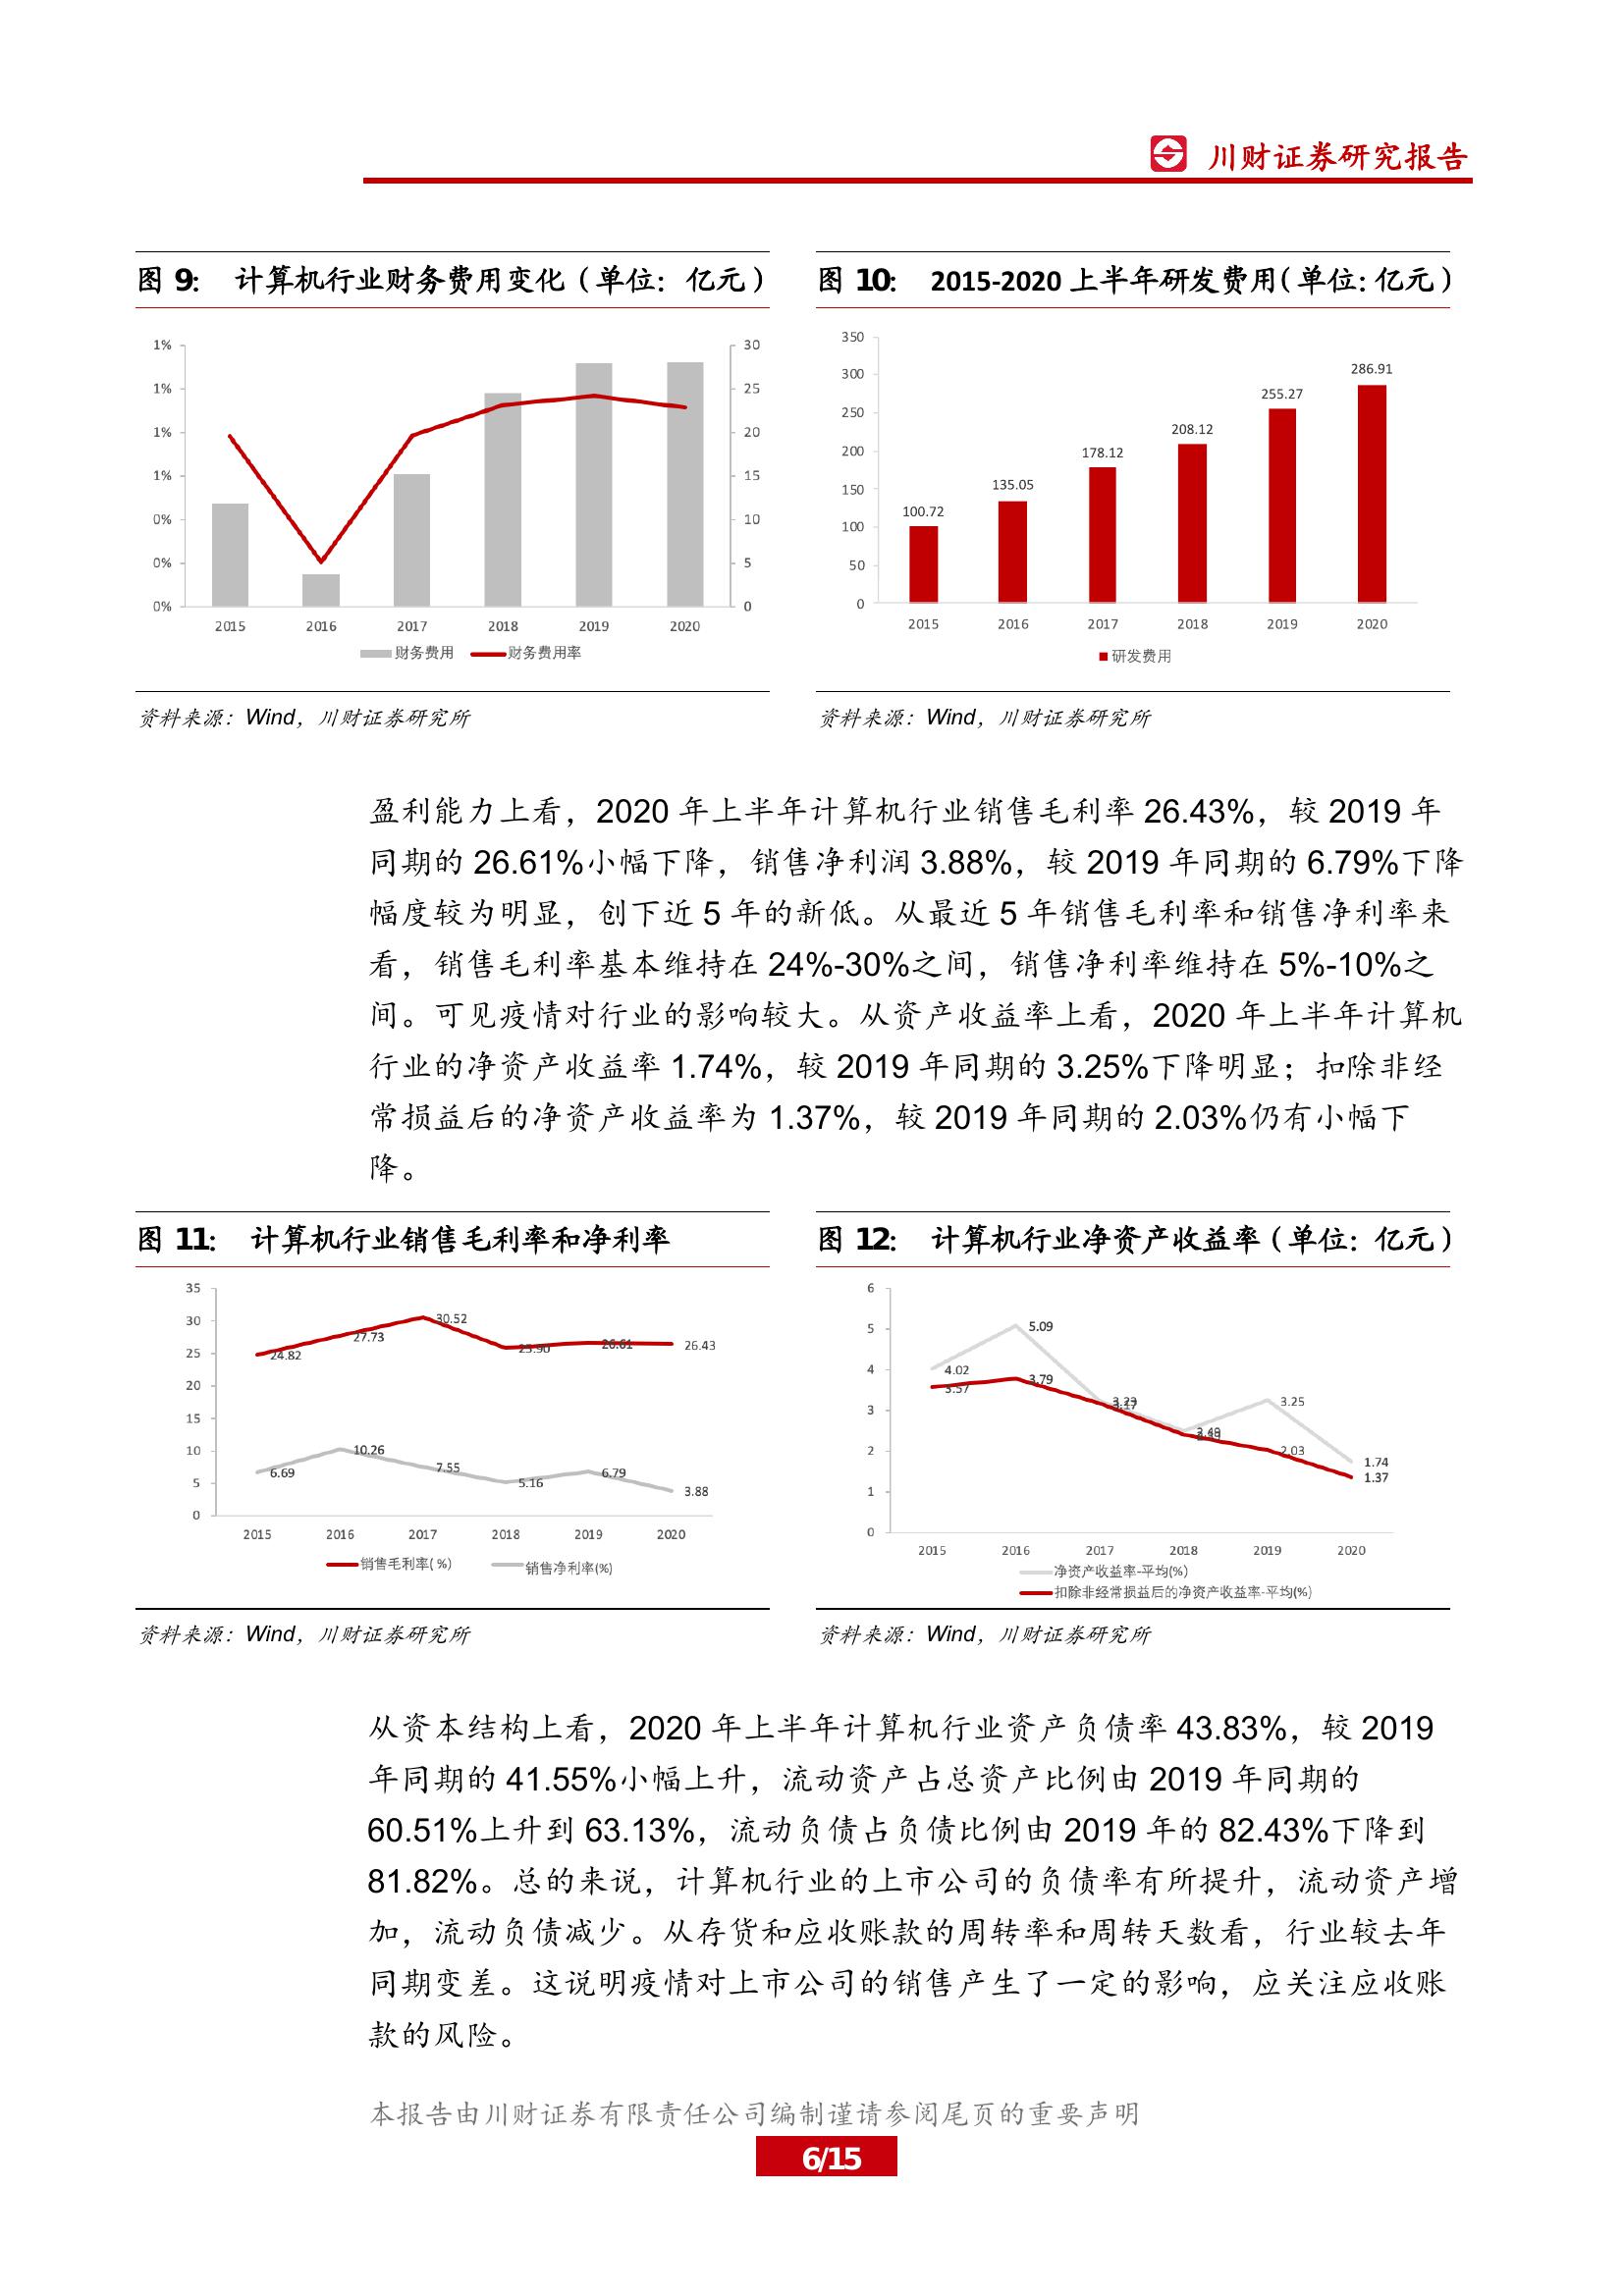 川财证券研究报告
图 9： 计算机行业财务费用变化（单位：亿元）
1%
1%
1%
1%
0%
0%
0%
30
25
20
15
10
5
0
2015 2016 2017 2018 2019 2020
财务费用 财务费用率
资料来源：Wind，川财证券研究所
图 10： 2015-2020 上半年研发费用（单位：亿元）
350
300
250
200
150
100
50
0
100.72
135.05
178.12
208.12
255.27
286.91
2015 2016 2017 2018 2019 2020
研发费用
资料来源：Wind，川财证券研究所
盈利能力上看，2020 年上半年计算机行业销售毛利率 26.43%，较 2019 年
同期的 26.61%小幅下降，销售净利润 3.88%，较 2019 年同期的 6.79%下降
幅度较为明显，创下近 5 年的新低。从最近 5 年销售毛利率和销售净利率来
看，销售毛利率基本维持在 24%-30%之间，销售净利率维持在 5%-10%之
间。可见疫情对行业的影响较大。从资产收益率上看，2020 年上半年计算机
行业的净资产收益率 1.74%，较 2019 年同期的 3.25%下降明显；扣除非经
常损益后的净资产收益率为 1.37%，较 2019 年同期的 2.03%仍有小幅下
降。
图 11： 计算机行业销售毛利率和净利率
35
30
25
20
15
10
5
0
24.82
27.73
30.52
25.90
26.61
26.43
6.69
10.26
7.55
5.16
6.79
3.88
2015 2016 2017 2018 2019 2020
销售毛利率(%) 销售净利率(%)
资料来源：Wind，川财证券研究所
图 12： 计算机行业净资产收益率（单位：亿元）
6
5
4
3
2
1
0
4.02
5.09
3.25
1.74
3.57
3.79
3.17
2.03
1.37
2015 2016 2017 2018 2019 2020
净资产收益率-平均(%)
扣除非经常损益后的净资产收益率-平均(%)
资料来源：Wind，川财证券研究所
从资本结构上看，2020 年上半年计算机行业资产负债率 43.83%，较 2019
年同期的 41.55%小幅上升，流动资产占总资产比例由 2019 年同期的
60.51%上升到 63.13%，流动负债占负债比例由 2019 年的 82.43%下降到
81.82%。总的来说，计算机行业的上市公司的负债率有所提升，流动资产增
加，流动负债减少。从存货和应收账款的周转率和周转天数看，行业较去年
同期变差。这说明疫情对上市公司的销售产生了一定的影响，应关注应收账
款的风险。
本报告由川财证券有限责任公司编制谨请参阅尾页的重要声明
6/15